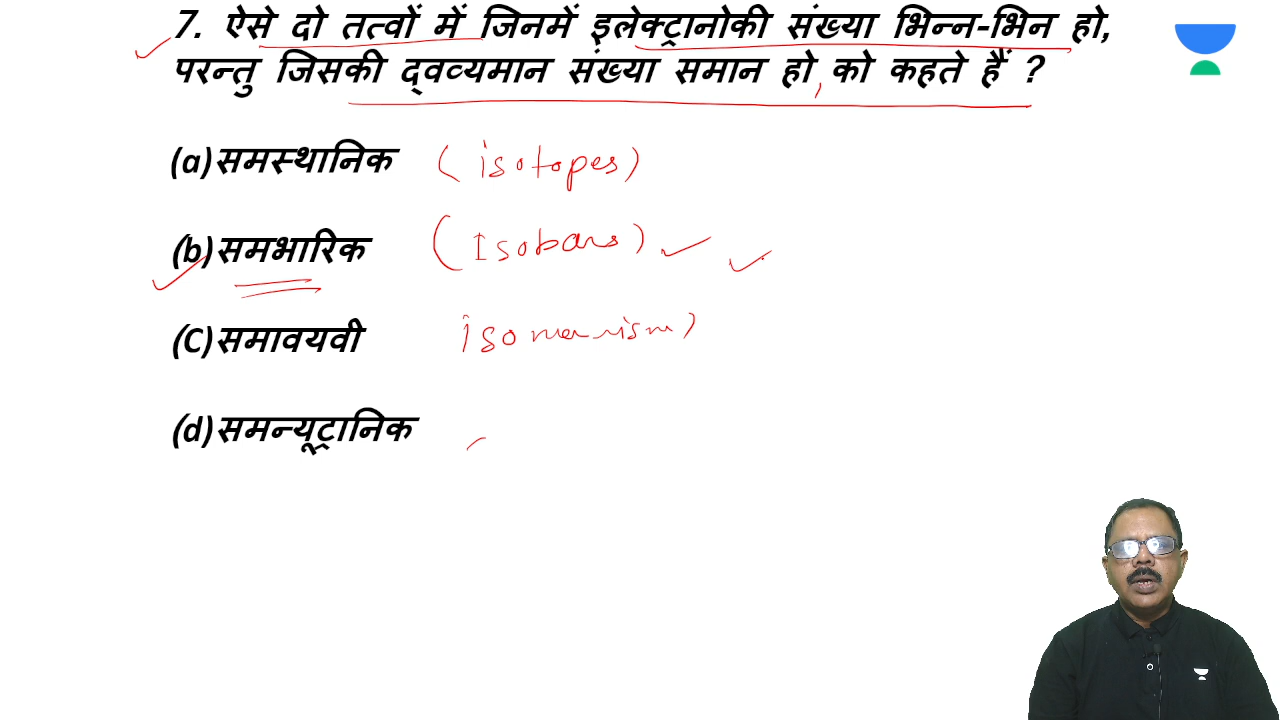 7. ऐसे दो तत्वों में जिनमें इलेक्ट्रानोकी संख्या भिन्न-भिन हो,
परन्तु जिसकी द्वव्यमान संख्या समान हो को कहते हैं ?
(a)समस्थानिक (isotopes)
(b)समभारिक (Isobars)
(C)समावयवी isomerism)
(d)समन्यूट्रानिक